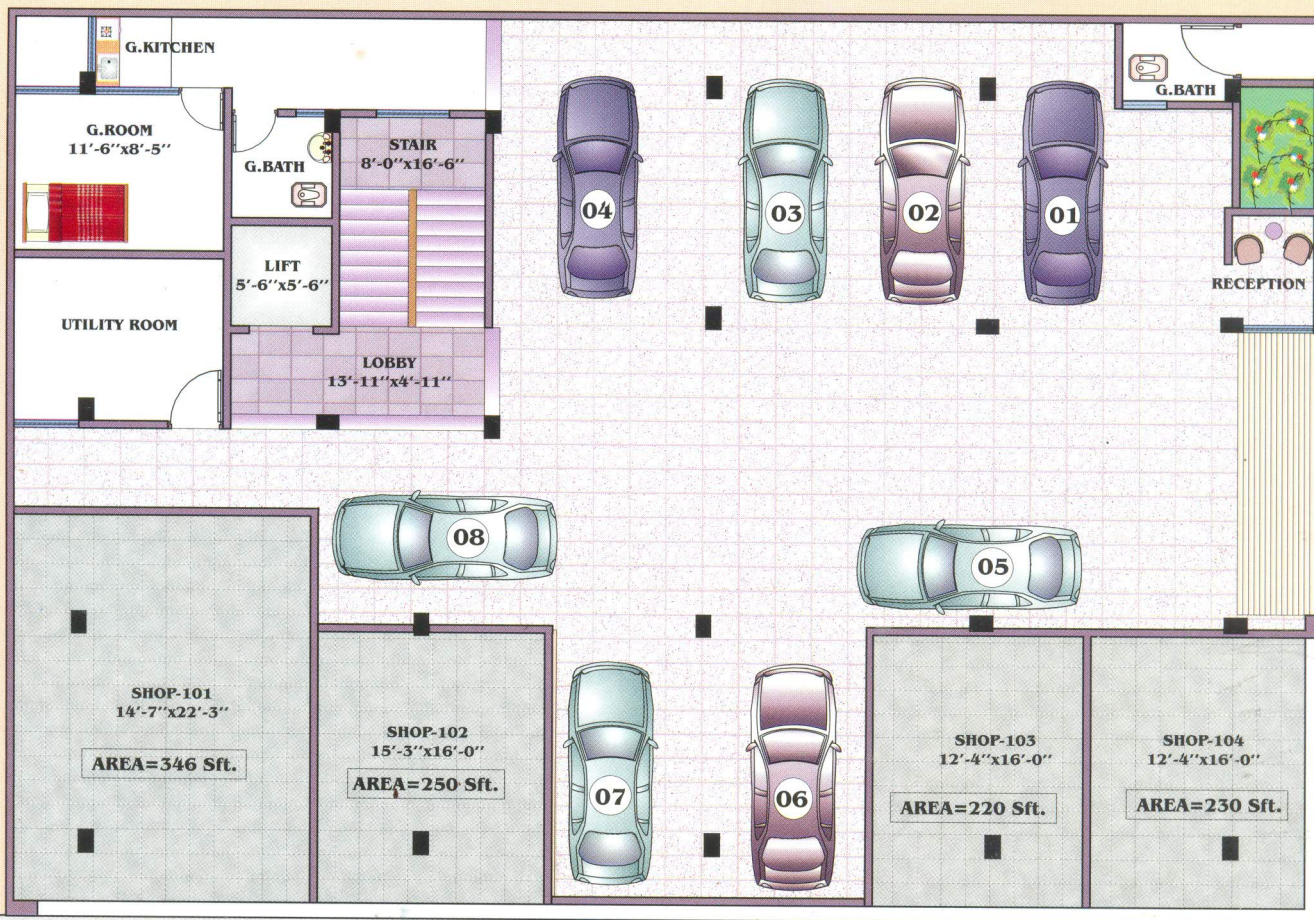 G.KITCHEN
G.ROOM
11'-6''x8'-5''
G.BATH
STAIR
8'-0''x16'-6''
LIFT
5'-6''x5'-6''
UTILITY ROOM
LOBBY
13'-11''x4'-11''
04
03
02
01
G.BATH
RECEPTION
08
05
SHOP-101
14'-7''x22'-3''
AREA=346 Sft.
SHOP-102
15'-3''x16'-0''
AREA=250 Sft.
07
06
SHOP-103
12'-4''x16'-0''
AREA=220 Sft.
SHOP-104
12'-4''x16'-0''
AREA=230 Sft.